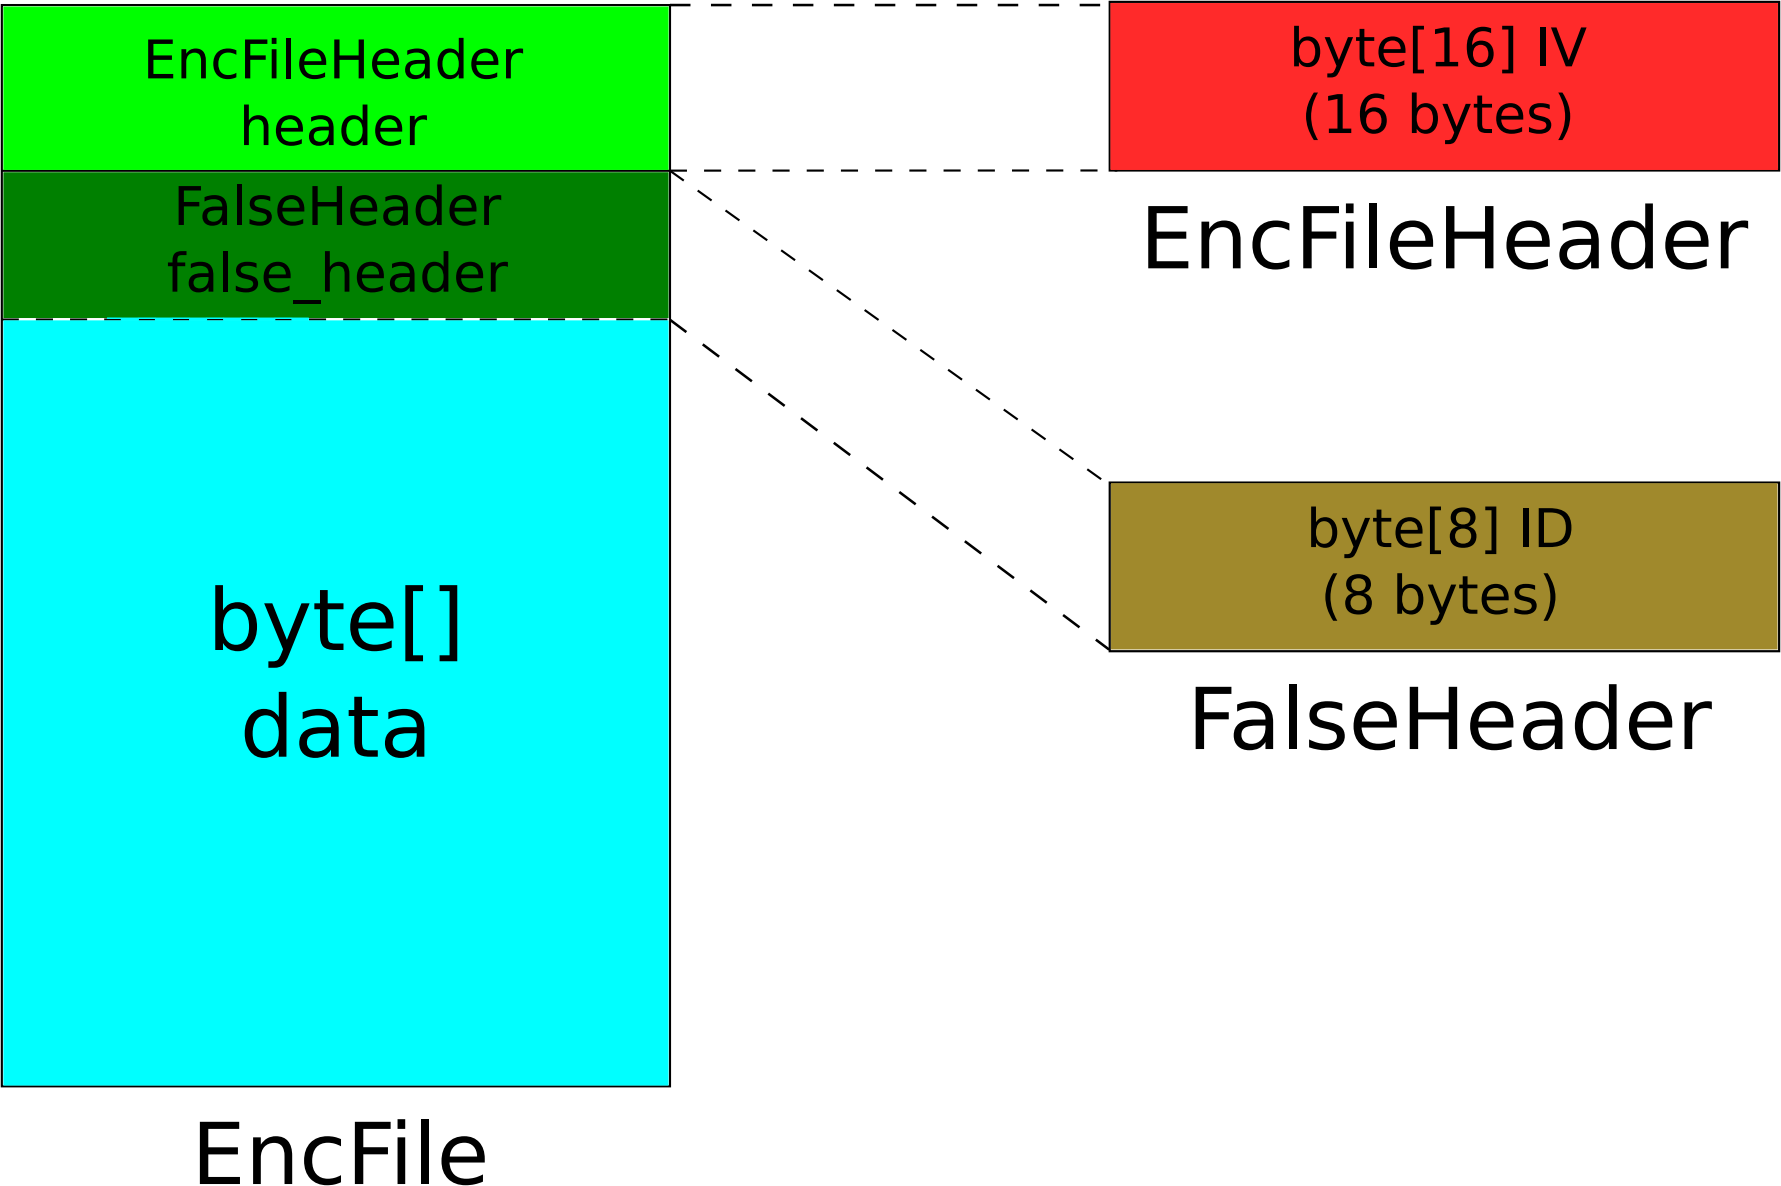 EncFileHeader
header
FalseHeader
false_header
byte[]
data
EncFile
byte[16] IV
(16 bytes)
EncFileHeader
byte[8] ID
(8 bytes)
FalseHeader